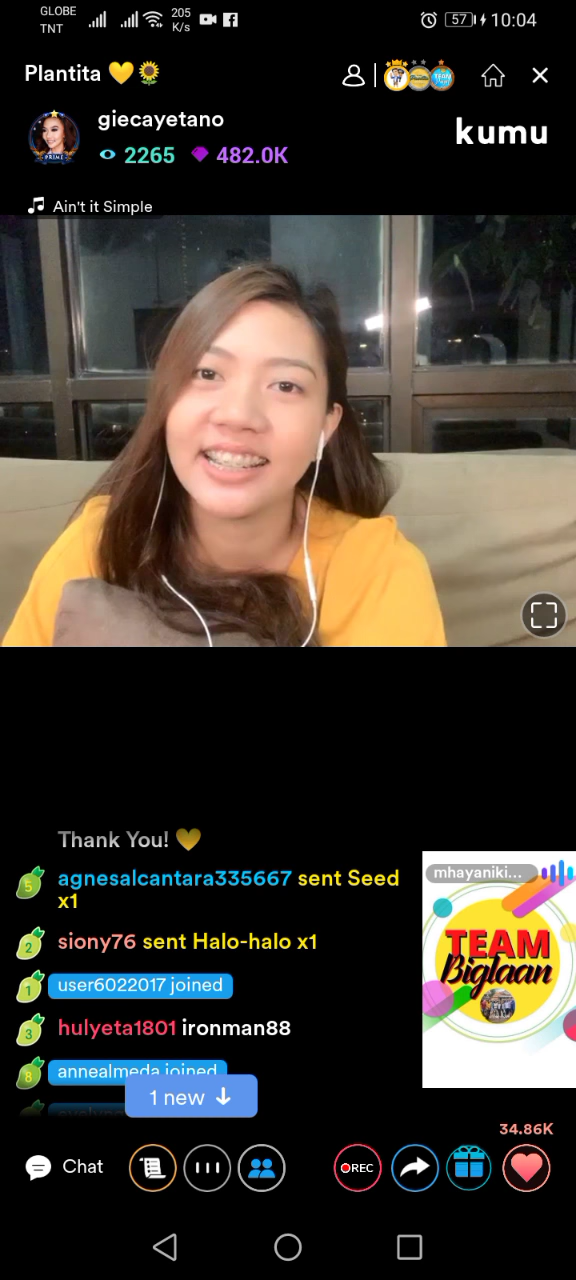 GLOBE
TNT
205
K/s
57
10:04
Plantita 💛🌻
giecayetano
PRIME
2265 482.0K
kumu
Ain't it Simple
Thank You! 💛
5 agnesalcantara335667 sent Seed
x1
2 siony76 sent Halo-halo x1
1 user6022017 joined
3 hulyeta1801 ironman88
8 annealmeda joined
1 new ↓
mhayaniki...
TEAM
Biglaan
34.86K
Chat
REC